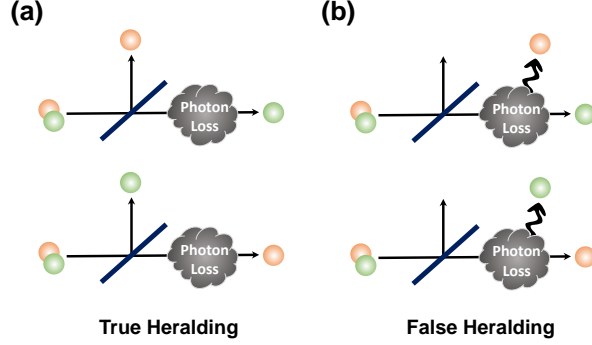 (a)
(b)
Photon
Loss
Photon
Loss
Photon
Loss
Photon
Loss
True Heralding
False Heralding